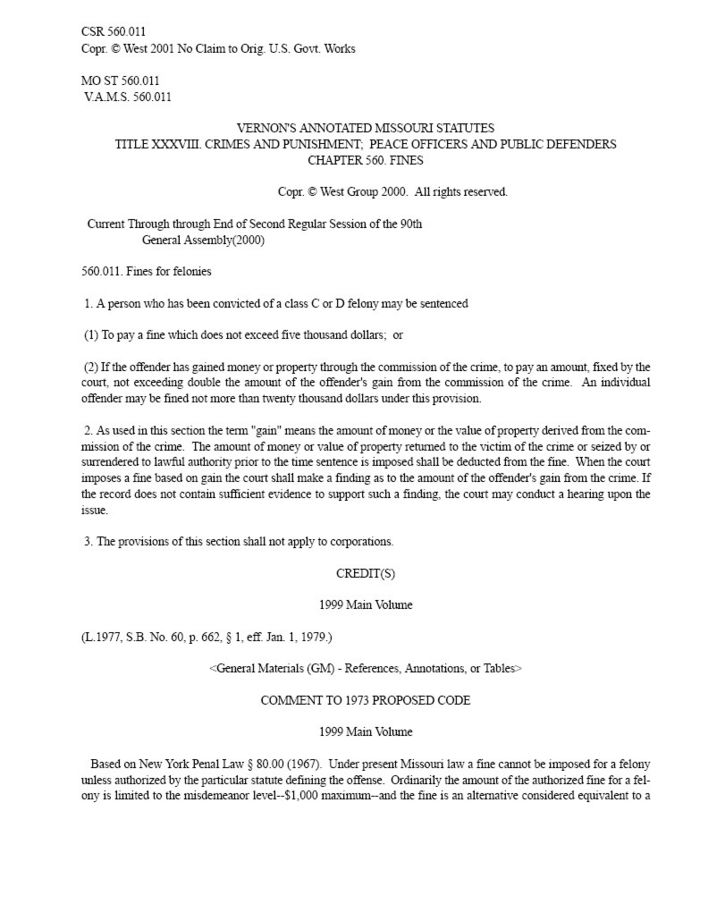 CSR 560.011
Copr. © West 2001 No Claim to Orig. U.S. Govt. Works
MO ST 560.011
V.A.M.S. 560.011
VERNON'S ANNOTATED MISSOURI STATUTES
TITLE XXXVIII. CRIMES AND PUNISHMENT; PEACE OFFICERS AND PUBLIC DEFENDERS
CHAPTER 560. FINES
Copr. © West Group 2000. All rights reserved.
Current Through through End of Second Regular Session of the 90th
General Assembly(2000)
560.011. Fines for felonies
1. A person who has been convicted of a class C or D felony may be sentenced
(1) To pay a fine which does not exceed five thousand dollars; or
(2) If the offender has gained money or property through the commission of the crime, to pay an amount, fixed by the
court, not exceeding double the amount of the offender's gain from the commission of the crime. An individual
offender may be fined not more than twenty thousand dollars under this provision.
2. As used in this section the term "gain" means the amount of money or the value of property derived from the com-
mission of the crime. The amount of money or value of property returned to the victim of the crime or seized by or
surrendered to lawful authority prior to the time sentence is imposed shall be deducted from the fine. When the court
imposes a fine based on gain the court shall make a finding as to the amount of the offender's gain from the crime. If
the record does not contain sufficient evidence to support such a finding, the court may conduct a hearing upon the
issue.
3. The provisions of this section shall not apply to corporations.
CREDIT(S)
1999 Main Volume
(L.1977, S.B. No. 60, p. 662, § 1, eff. Jan. 1, 1979.)
<General Materials (GM) - References, Annotations, or Tables>
COMMENT TO 1973 PROPOSED CODE
1999 Main Volume
Based on New York Penal Law § 80.00 (1967). Under present Missouri law a fine cannot be imposed for a felony
unless authorized by the particular statute defining the offense. Ordinarily the amount of the authorized fine for a fel-
ony is limited to the misdemeanor level--$1,000 maximum--and the fine is an alternative considered equivalent to a